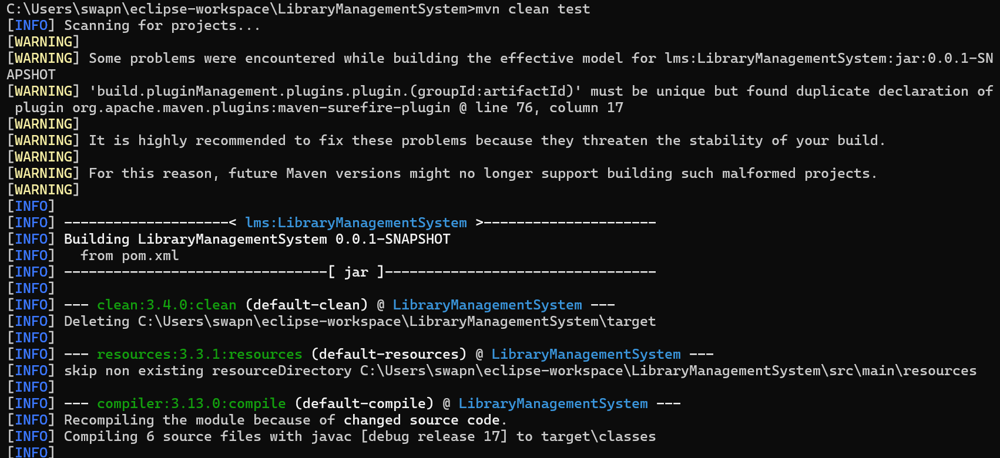 C:\Users\swapn\eclipse-workspace\LibraryManagementSystem>mvn clean test
[INFO] Scanning for projects...
[WARNING]
[WARNING] Some problems were encountered while building the effective model for lms:LibraryManagementSystem:jar:0.0.1-SN
APSHOT
[WARNING] 'build.pluginManagement.plugins.plugin.(groupId:artifactId)' must be unique but found duplicate declaration of
 plugin org.apache.maven.plugins:maven-surefire-plugin @ line 76, column 17
[WARNING]
[WARNING] It is highly recommended to fix these problems because they threaten the stability of your build.
[WARNING]
[WARNING] For this reason, future Maven versions might no longer support building such malformed projects.
[WARNING]
[INFO]
[INFO] --------------------< lms:LibraryManagementSystem >---------------------
[INFO] Building LibraryManagementSystem 0.0.1-SNAPSHOT
[INFO]   from pom.xml
[INFO] --------------------------------[ jar ]---------------------------------
[INFO]
[INFO] --- clean:3.4.0:clean (default-clean) @ LibraryManagementSystem ---
[INFO] Deleting C:\Users\swapn\eclipse-workspace\LibraryManagementSystem\target
[INFO]
[INFO] --- resources:3.3.1:resources (default-resources) @ LibraryManagementSystem ---
[INFO] skip non existing resourceDirectory C:\Users\swapn\eclipse-workspace\LibraryManagementSystem\src\main\resources
[INFO]
[INFO] --- compiler:3.13.0:compile (default-compile) @ LibraryManagementSystem ---
[INFO] Recompiling the module because of changed source code.
[INFO] Compiling 6 source files with javac [debug release 17] to target\classes
[INFO]